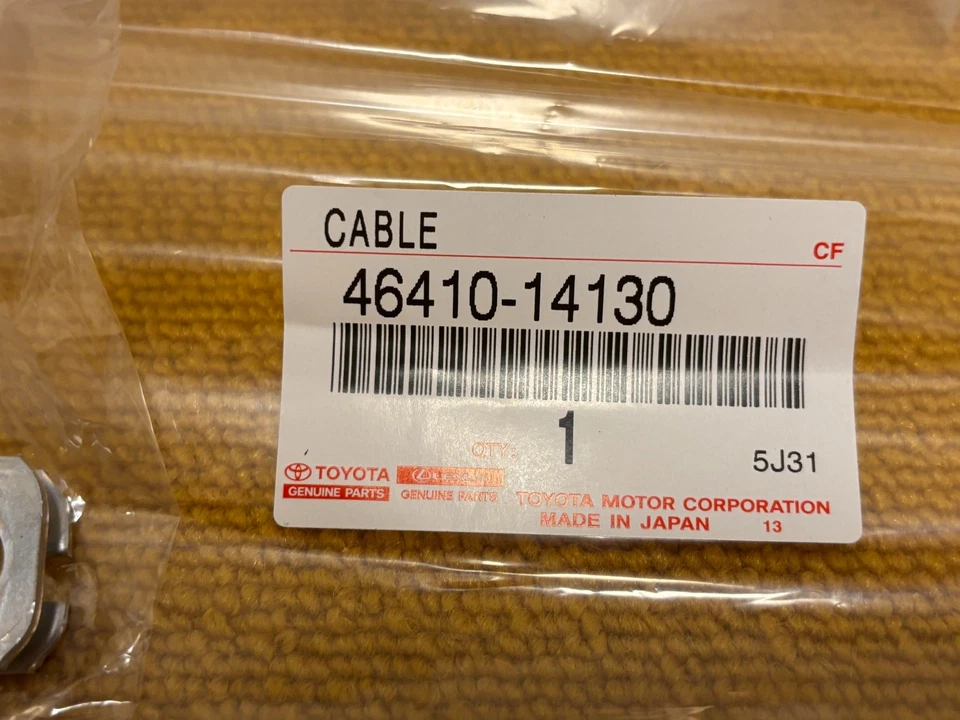 CABLE
CF
46410-14130
QTY: 1
5J31
TOYOTA
GENUINE PARTS
LEXUS
GENUINE PARTS
TOYOTA MOTOR CORPORATION
MADE IN JAPAN 13